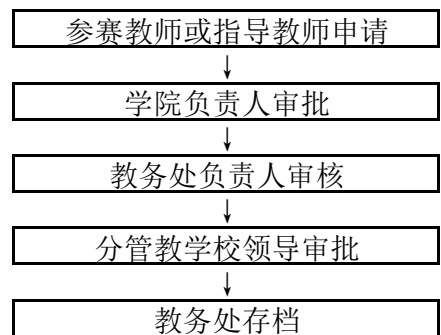 参赛教师或指导教师申请
学院负责人审批
教务处负责人审核
分管教学校领导审批
教务处存档